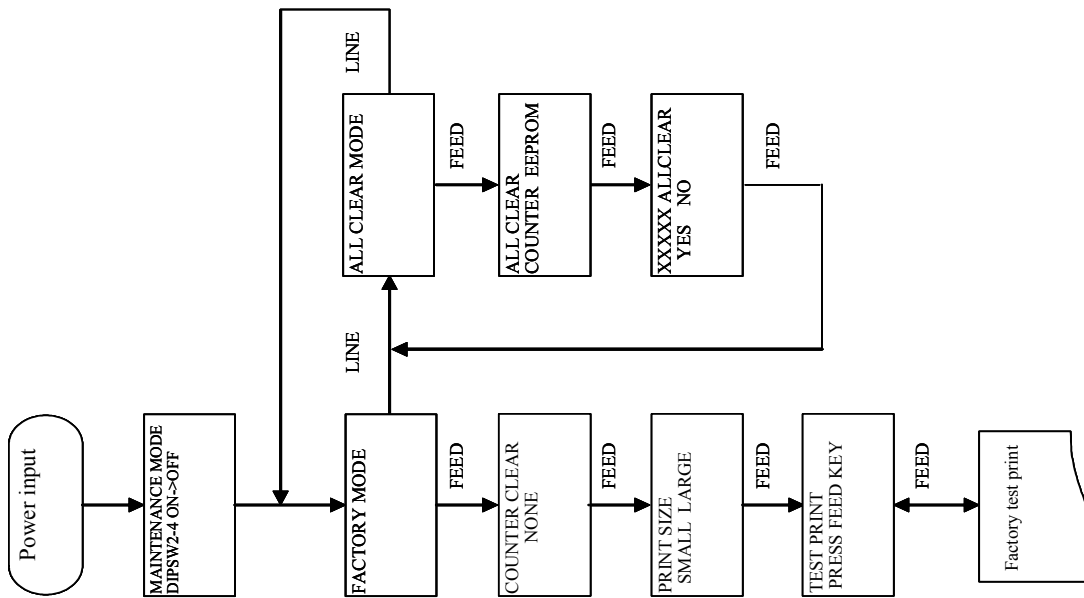 Power input
MAINTENANCE MODE
DIPSW2-4 ON->OFF
FACTORY MODE
FEED
COUNTER CLEAR
NONE
FEED
PRINT SIZE
SMALL LARGE
FEED
TEST PRINT
PRESS FEED KEY
FEED
Factory test print
LINE
LINE
ALL CLEAR MODE
FEED
ALL CLEAR
COUNTER EEPROM
FEED
XXXXX ALLCLEAR
YES NO
FEED